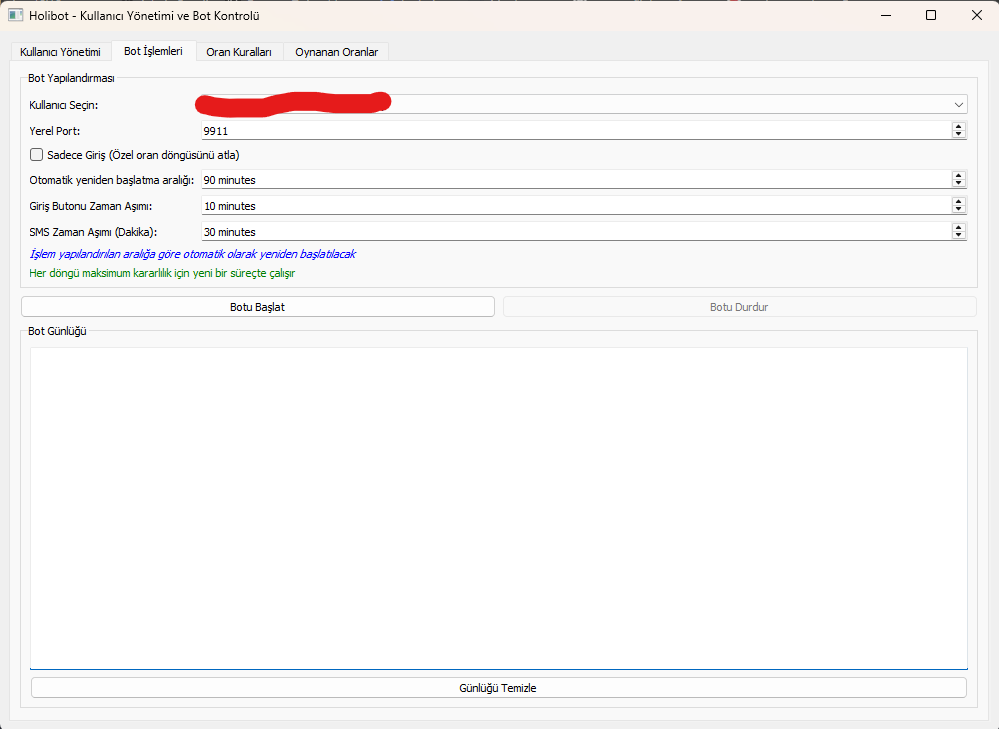 Holibot - Kullanıcı Yönetimi ve Bot Kontrolü
Kullanıcı Yönetimi Bot İşlemleri Oran Kuralları Oynanan Oranlar
Bot Yapılandırması
Kullanıcı Seçin:
Yerel Port: 9911
Sadece Giriş (Özel oran döngüsünü atla)
Otomatik yeniden başlatma aralığı: 90 minutes
Giriş Butonu Zaman Aşımı: 10 minutes
SMS Zaman Aşımı (Dakika): 30 minutes
İşlem yapılandırılan aralığa göre otomatik olarak yeniden başlatılacak
Her döngü maksimum kararlılık için yeni bir süreçte çalışır
Botu Başlat Botu Durdur
Bot Günlüğü
Günlüğü Temizle